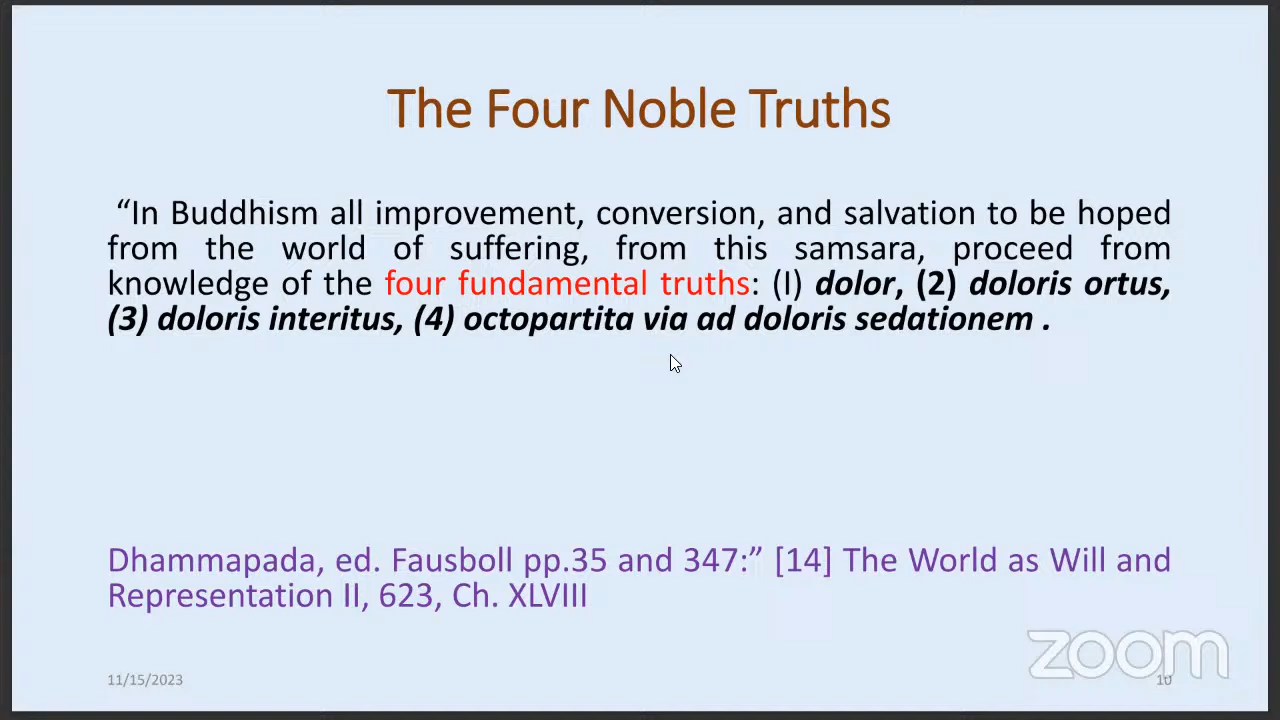 The Four Noble Truths
“In Buddhism all improvement, conversion, and salvation to be hoped
from the world of suffering, from this samsara, proceed from
knowledge of the four fundamental truths: (I) dolor, (2) doloris ortus,
(3) doloris interitus, (4) octopartita via ad doloris sedationem .
Dhammapada, ed. Fausboll pp.35 and 347:” [14] The World as Will and
Representation II, 623, Ch. XLVIII
zoom
11/15/2023
10